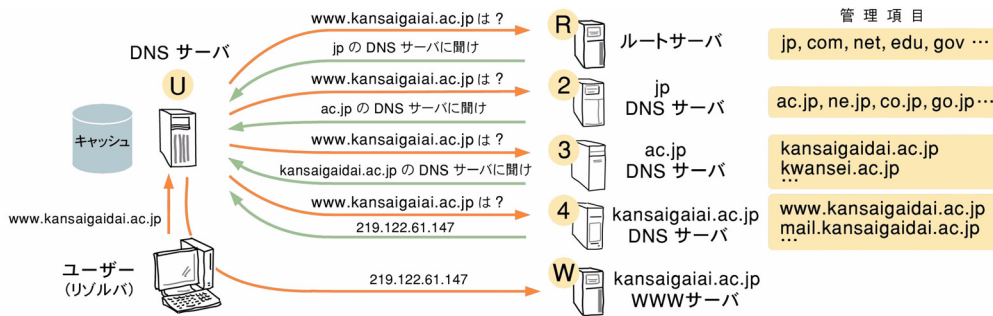 管 理 項 目
DNS サーバ
U
キャッシュ
www.kansaigaidai.ac.jp
ユーザー
(リゾルバ)
www.kansaigaiai.ac.jp は？
jp の DNS サーバに聞け
www.kansaigaiai.ac.jp は？
ac.jp の DNS サーバに聞け
www.kansaigaiai.ac.jp は？
kansaigaidai.ac.jp の DNS サーバに聞け
www.kansaigaiai.ac.jp は？
219.122.61.147
219.122.61.147
R
ルートサーバ
jp, com, net, edu, gov …
2
jp
DNS サーバ
ac.jp, ne.jp, co.jp, go.jp…
3
ac.jp
DNS サーバ
kansaigaidai.ac.jp
kwansei.ac.jp
…
4
kansaigaiai.ac.jp
DNS サーバ
www.kansaigaidai.ac.jp
mail.kansaigaidai.ac.jp
…
W
kansaigaiai.ac.jp
WWWサーバ